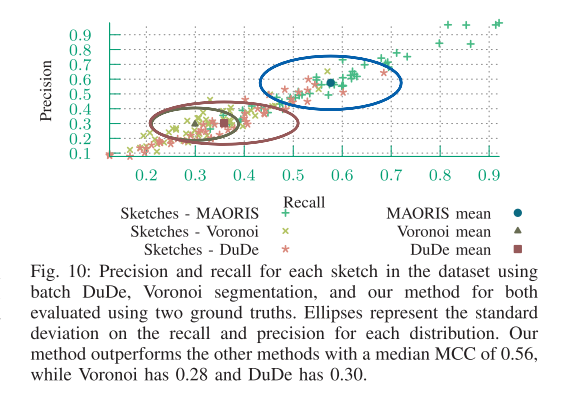 Precision
0.9
0.8
0.7
0.6
0.5
0.4
0.3
0.2
0.1
0.2 0.3 0.4 0.5 0.6 0.7 0.8 0.9
Recall
Sketches - MAORIS
Sketches - Voronoi
Sketches - DuDe
MAORIS mean
Voronoi mean
DuDe mean
Fig. 10: Precision and recall for each sketch in the dataset using
batch DuDe, Voronoi segmentation, and our method for both
evaluated using two ground truths. Ellipses represent the standard
deviation on the recall and precision for each distribution. Our
method outperforms the other methods with a median MCC of 0.56,
while Voronoi has 0.28 and DuDe has 0.30.